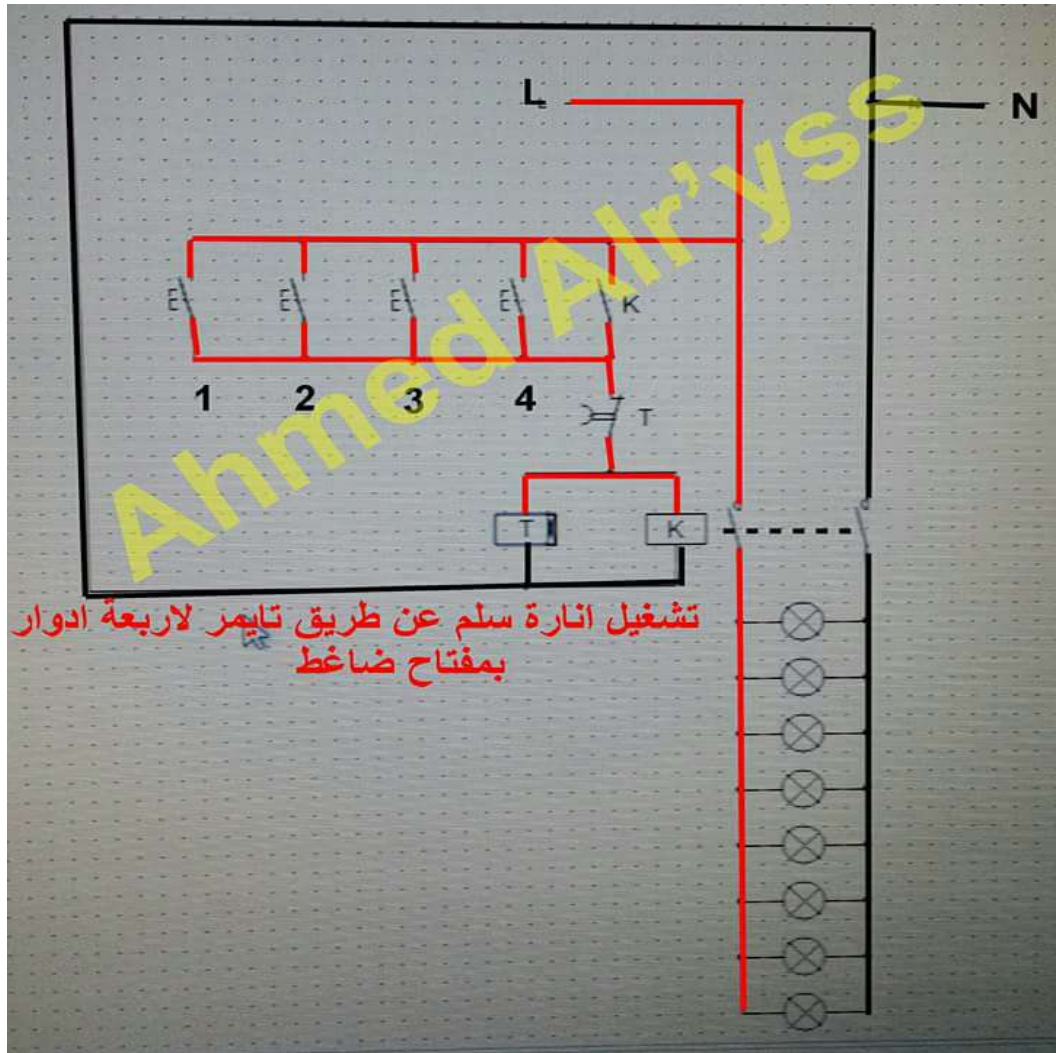 L
N
E E E E K
1 2 3 4
T
T K
تشغيل انارة سلم عن طريق تايمر لاربعة ادوار
بمفتاح ضاغط
Ahmed Alr'yss